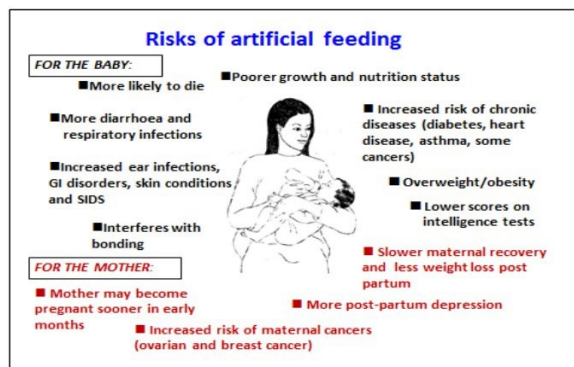 Risks of artificial feeding
FOR THE BABY:
■More likely to die
■Poorer growth and nutrition status
■More diarrhoea and
respiratory infections
■Increased ear infections,
GI disorders, skin conditions
and SIDS
■Interferes with
bonding
■ Increased risk of chronic
diseases (diabetes, heart
disease, asthma, some
cancers)
■Overweight/obesity
■ Lower scores on
intelligence tests
FOR THE MOTHER:
■ Mother may become
pregnant sooner in early
months
■ Increased risk of maternal cancers
(ovarian and breast cancer)
■ More post-partum depression
■ Slower maternal recovery
and less weight loss post
partum